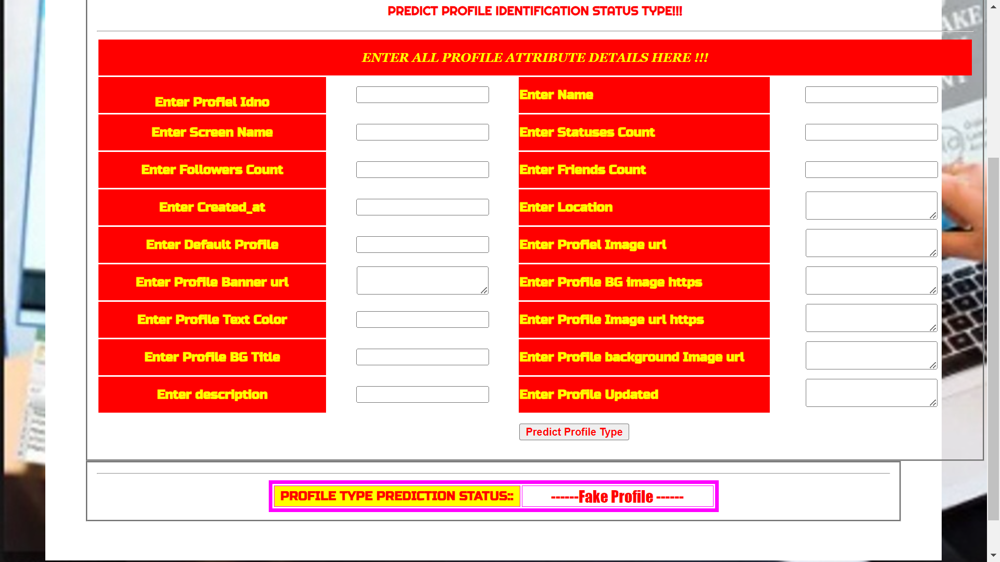 PREDICT PROFILE IDENTIFICATION STATUS TYPE!!!
ENTER ALL PROFILE ATTRIBUTE DETAILS HERE !!!
Enter Profiel Idno
Enter Name
Enter Screen Name
Enter Statuses Count
Enter Followers Count
Enter Friends Count
Enter Created_at
Enter Location
Enter Default Profile
Enter Profiel Image url
Enter Profile Banner url
Enter Profile BG image https
Enter Profile Text Color
Enter Profile Image url https
Enter Profile BG Title
Enter Profile background Image url
Enter description
Enter Profile Updated
Predict Profile Type
PROFILE TYPE PREDICTION STATUS:: ------Fake Profile ------